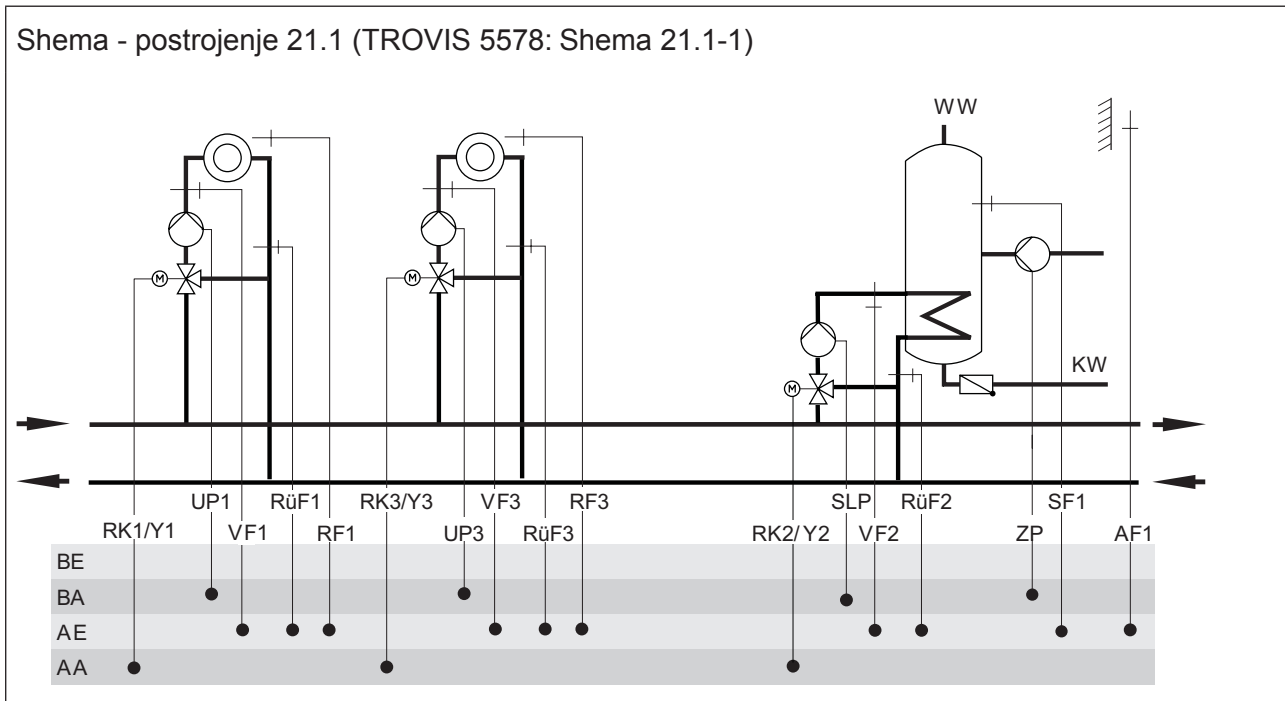 Shema - postrojenje 21.1 (TROVIS 5578: Shema 21.1-1)
WW
M
M
M
KW
UP1 RüF1 RK3/Y3 VF3 RF3 SLP RüF2 SF1
RK1/Y1 VF1 RF1 UP3 RüF3 RK2/Y2 VF2 ZP AF1
BE
BA
AE
AA